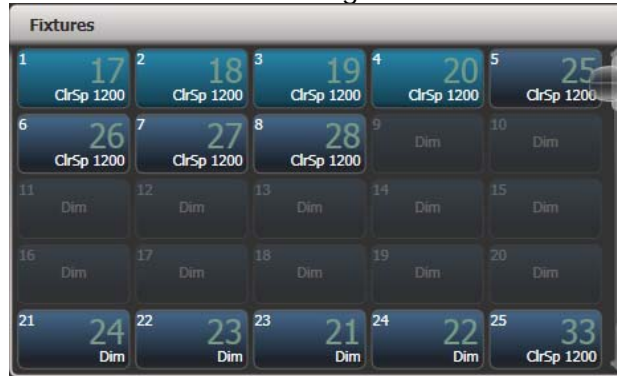 Fixtures
1 17 2 18 3 19 4 20 5 25
ClrSp 1200 ClrSp 1200 ClrSp 1200 ClrSp 1200 ClrSp 1200
6 26 7 27 8 28 9 10
ClrSp 1200 ClrSp 1200 ClrSp 1200 Dim Dim
11 12 13 14 15
Dim Dim Dim Dim Dim
16 17 18 19 20
Dim Dim Dim Dim Dim
21 24 22 23 23 21 24 22 25 33
Dim Dim Dim Dim ClrSp 1200